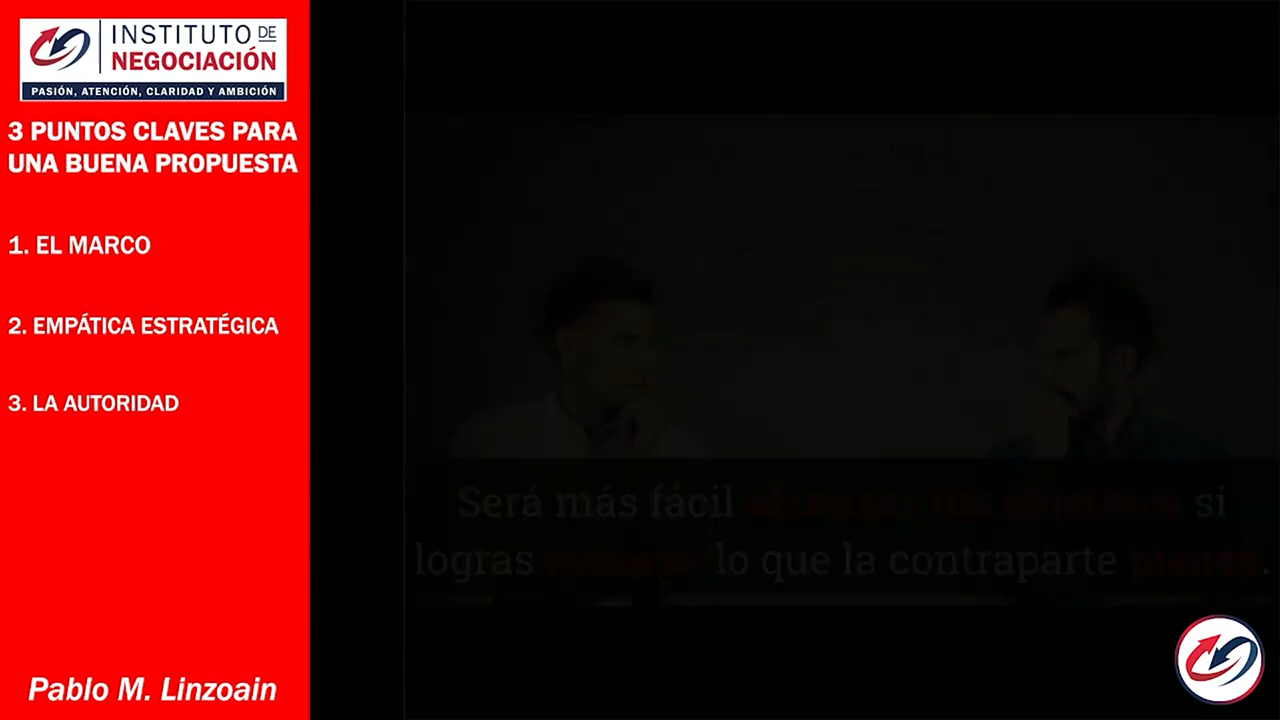 INSTITUTO DE
NEGOCIACIÓN
PASIÓN, ATENCIÓN, CLARIDAD Y AMBICIÓN
3 PUNTOS CLAVES PARA
UNA BUENA PROPUESTA
1. EL MARCO
2. EMPÁTICA ESTRATÉGICA
3. LA AUTORIDAD
Pablo M. Linzoain
Será más fácil si
logras lo que la contraparte